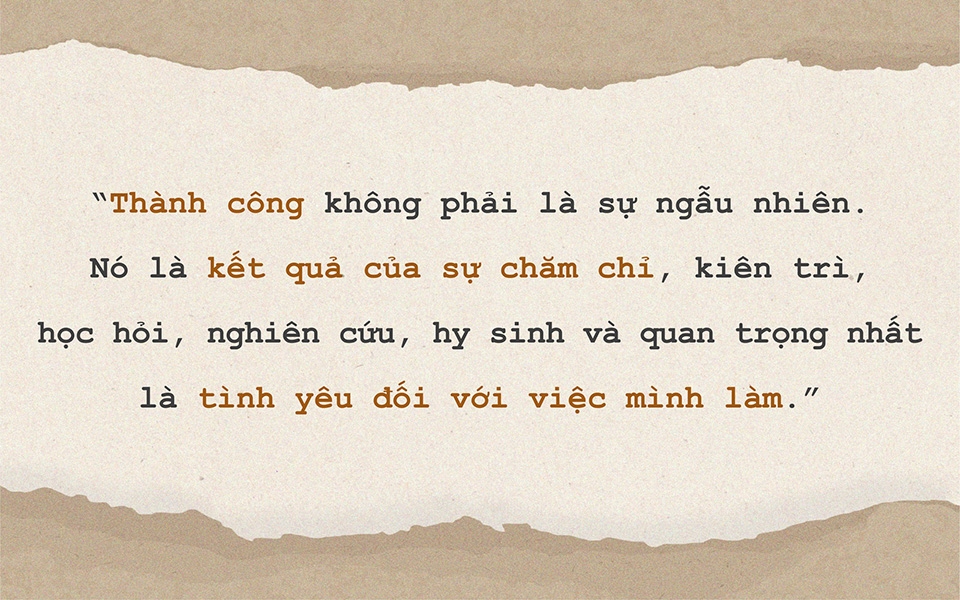 “Thành công không phải là sự ngẫu nhiên.
Nó là kết quả của sự chăm chỉ, kiên trì,
học hỏi, nghiên cứu, hy sinh và quan trọng nhất
là tình yêu đối với việc mình làm.”